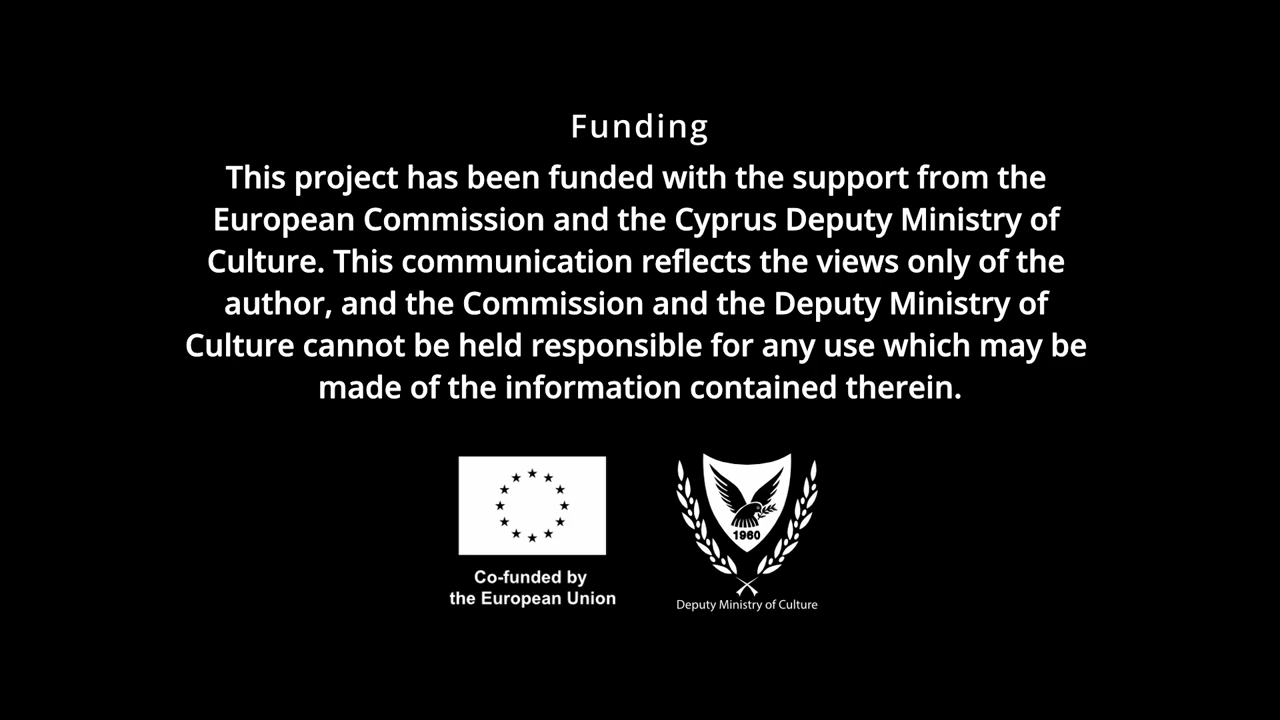 Funding
This project has been funded with the support from the
European Commission and the Cyprus Deputy Ministry of
Culture. This communication reflects the views only of the
author, and the Commission and the Deputy Ministry of
Culture cannot be held responsible for any use which may be
made of the information contained therein.
1960
Co-funded by
the European Union
Deputy Ministry of Culture